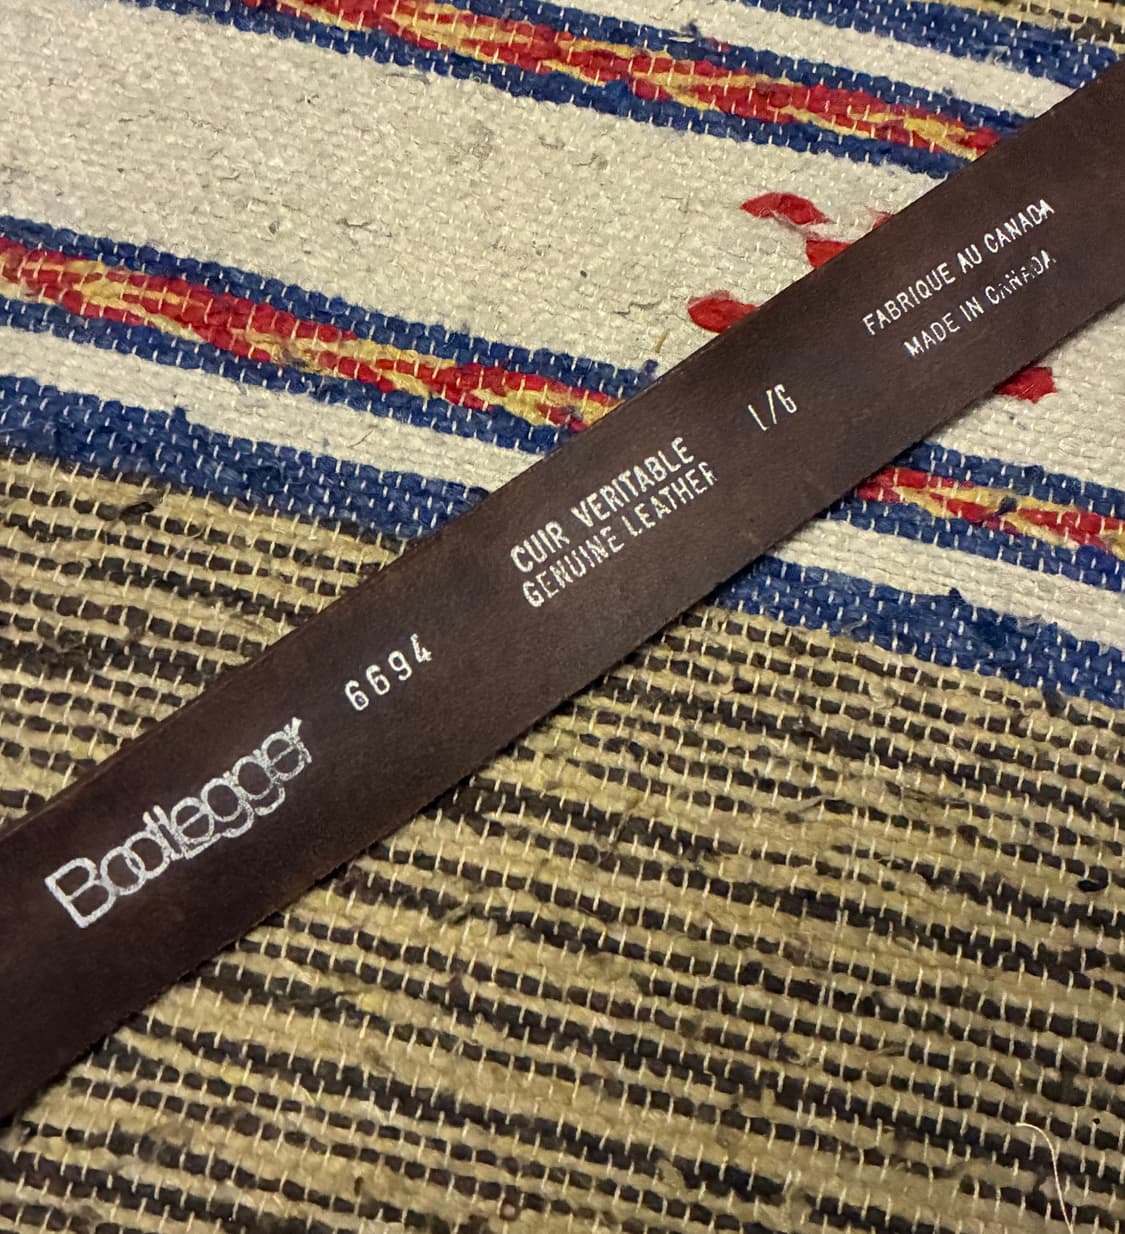 Bootlegger
6694
CUIR VERITABLE
GENUINE LEATHER
L/G
FABRIQUE AU CANADA
MADE IN CANADA